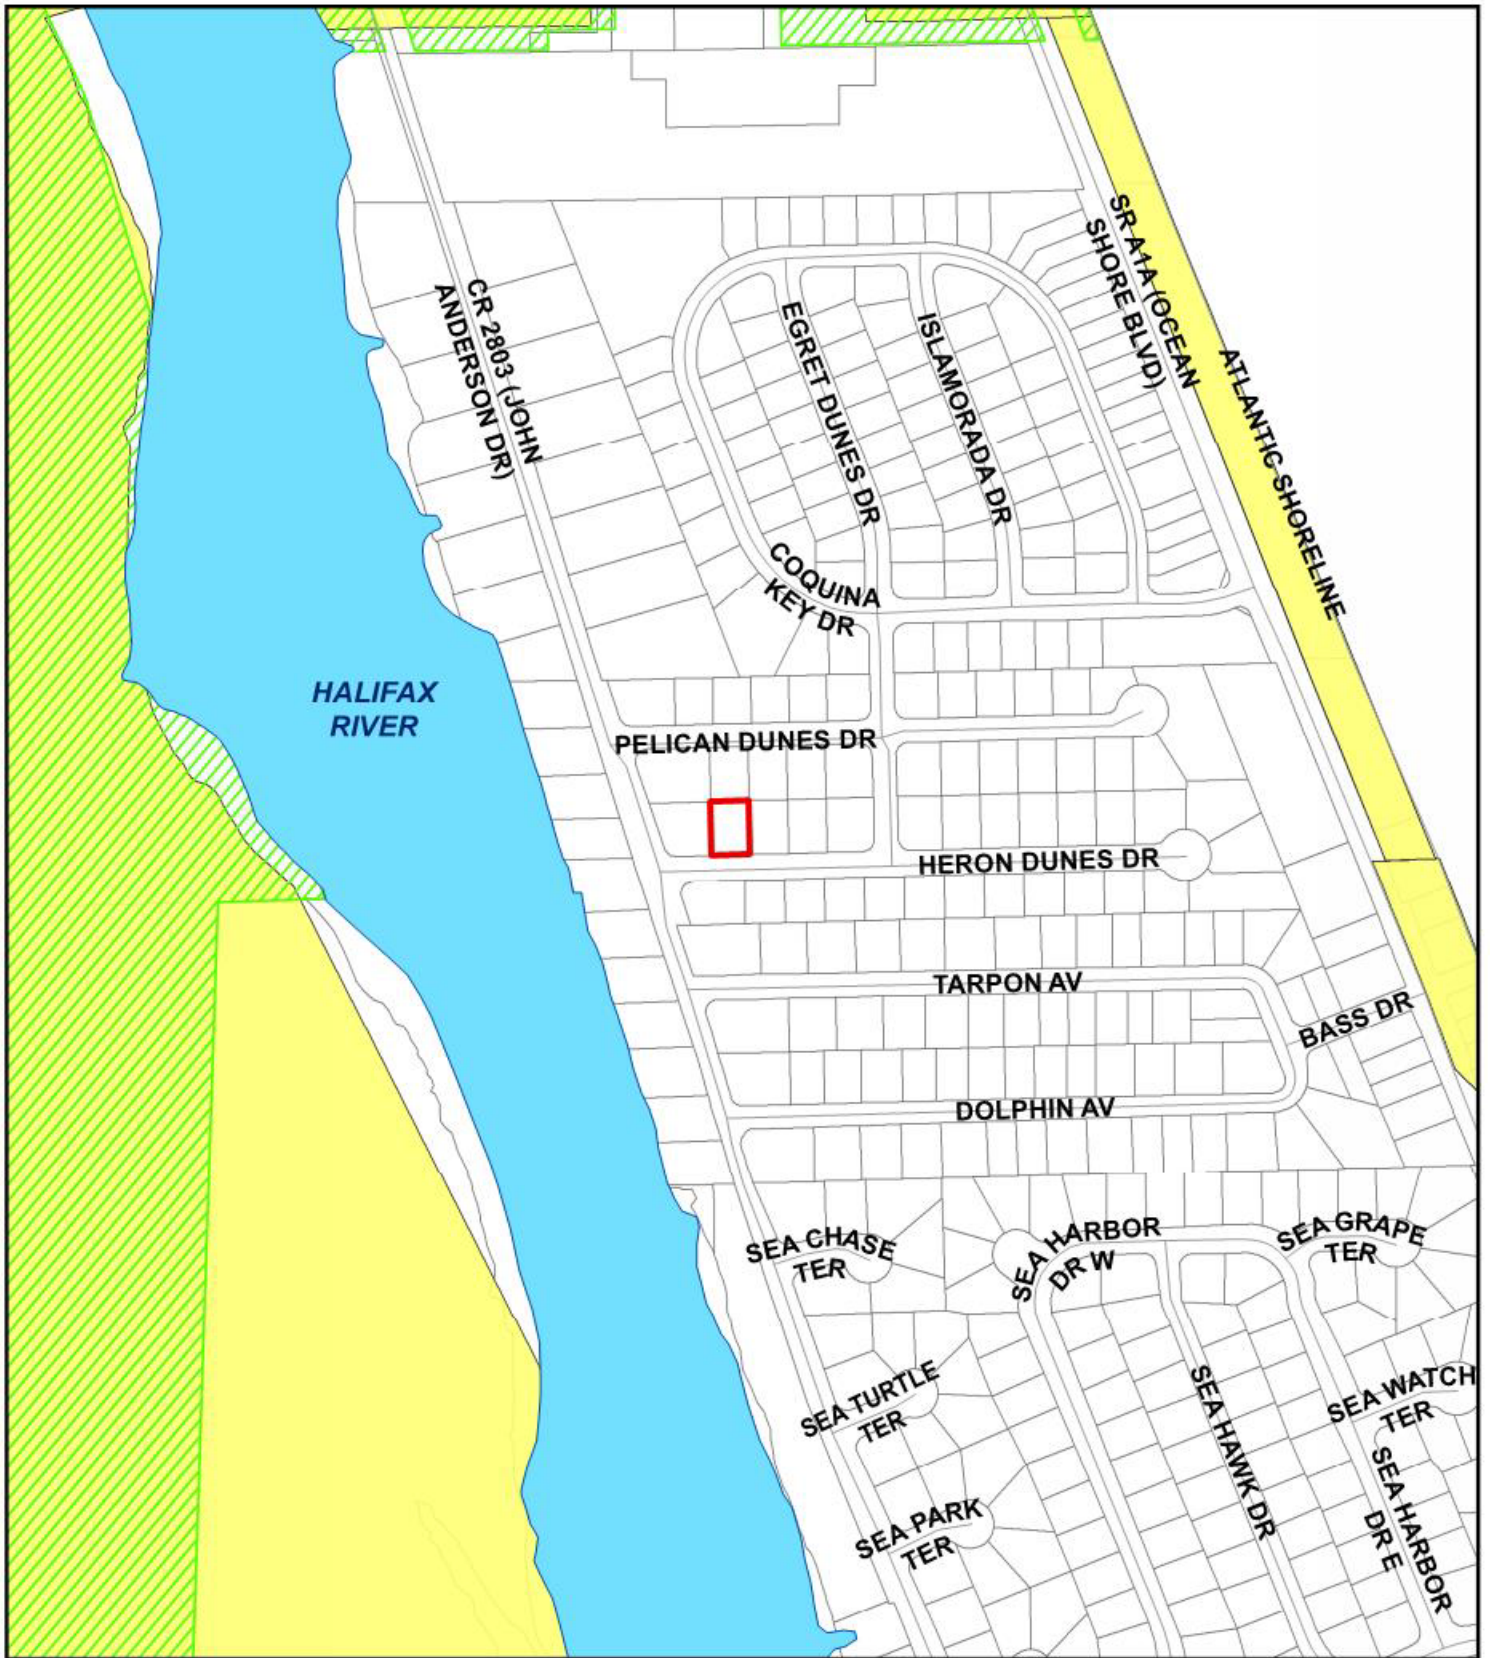 SR A1A (OCEAN
SHORE BLVD)
ATLANTIC SHORELINE
CR 2803 (JOHN
ANDERSON DR)
EGRET DUNES DR
ISLAMORADA DR
COQUINA
KEY DR
HALIFAX
RIVER
PELICAN DUNES DR
HERON DUNES DR
TARPON AV
BASS DR
DOLPHIN AV
SEA CHASE
TER
SEA HARBOR
DR W
SEA GRAPE
TER
SEA TURTLE
TER
SEA HAWK DR
SEA WATCH
TER
SEA PARK
TER
SEA HARBOR
DR E